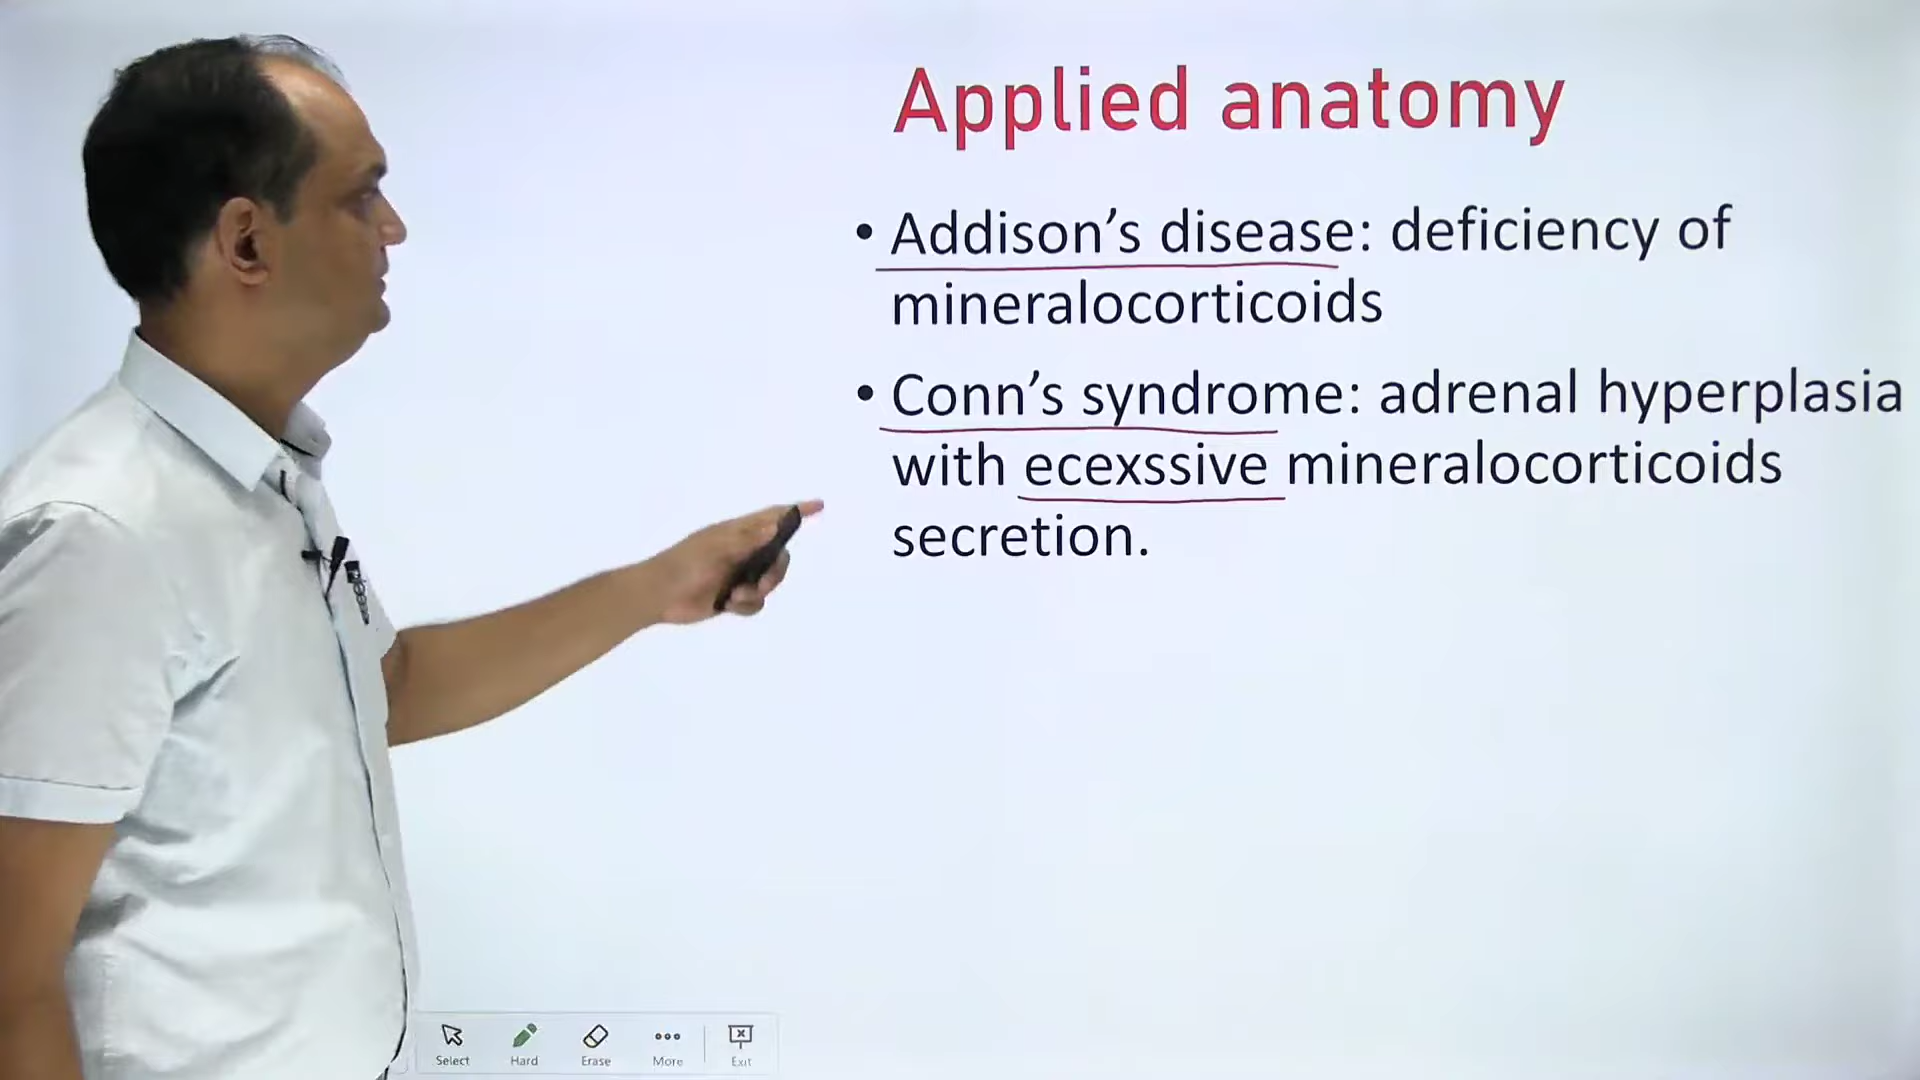 Applied anatomy
• Addison’s disease: deficiency of
mineralocorticoids
• Conn’s syndrome: adrenal hyperplasia
with ecexssive mineralocorticoids
secretion.
Select Hard Erase More Exit